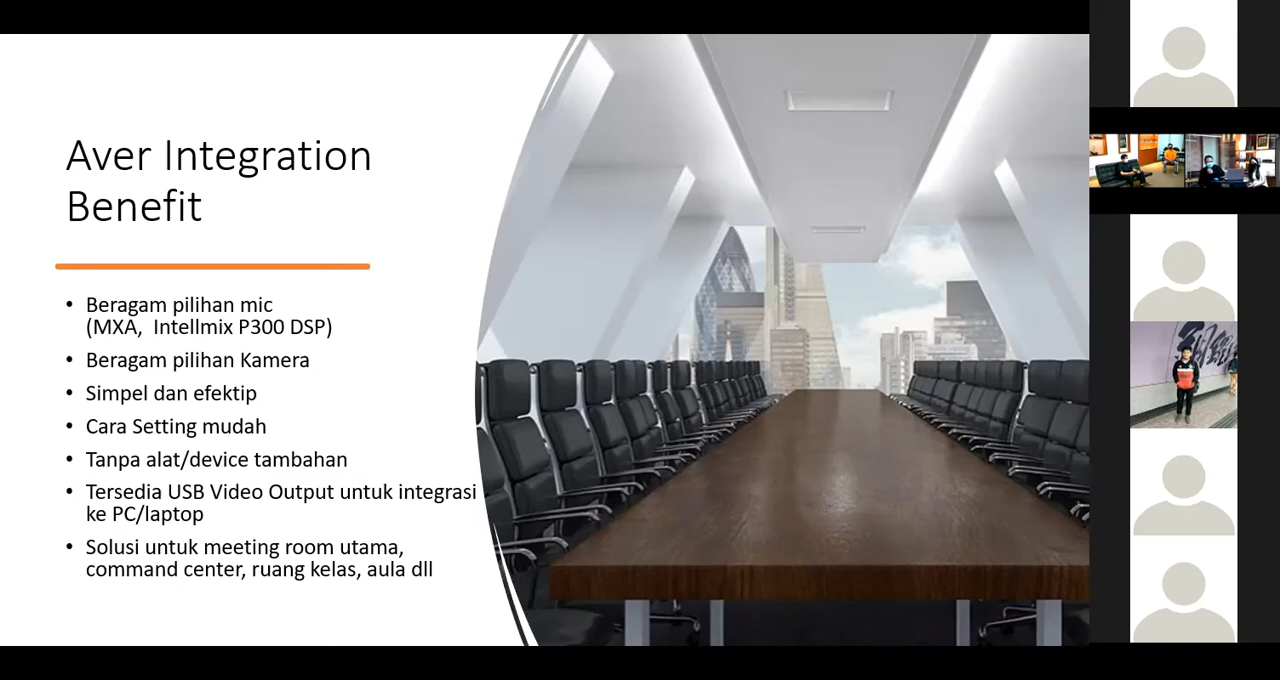 Aver Integration
Benefit
• Beragam pilihan mic
(MXA, Intellmix P300 DSP)
• Beragam pilihan Kamera
• Simpel dan efektip
• Cara Setting mudah
• Tanpa alat/device tambahan
• Tersedia USB Video Output untuk integrasi
ke PC/laptop
• Solusi untuk meeting room utama,
command center, ruang kelas, aula dll